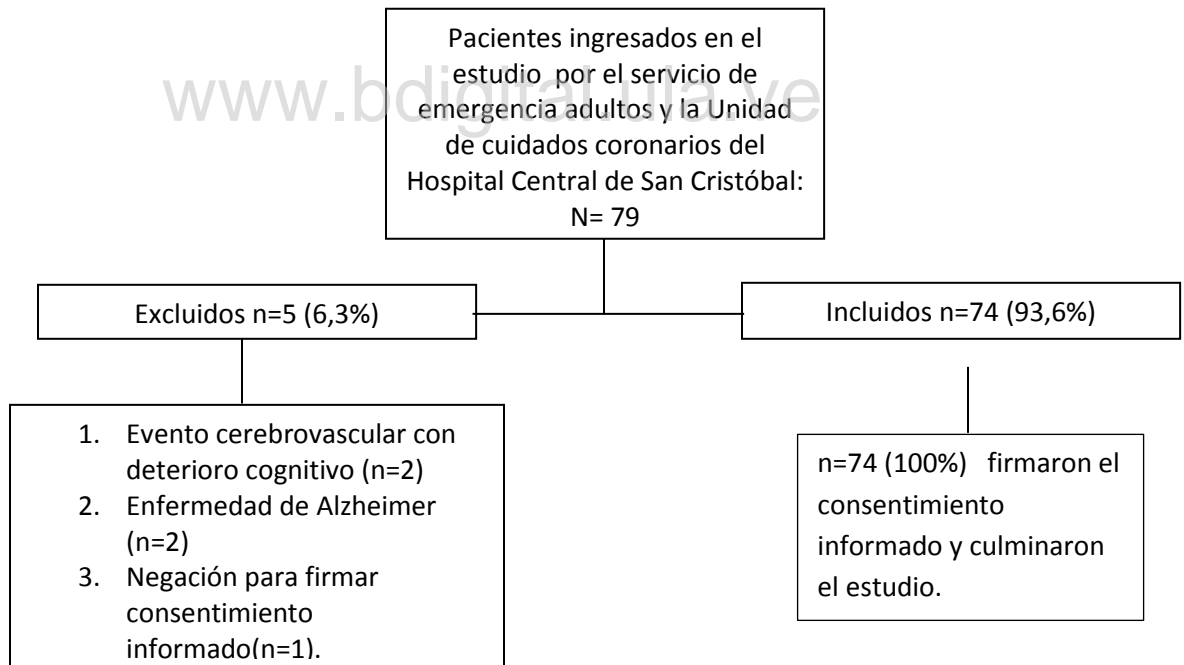 Pacientes ingresados en el
estudio por el servicio de
www.bdigital.ula.ve
emergencia adultos y la Unidad
de cuidados coronarios del
Hospital Central de San Cristóbal:
N= 79
Excluidos n=5 (6,3%)
Incluidos n=74 (93,6%)
1. Evento cerebrovascular con
deterioro cognitivo (n=2)
2. Enfermedad de Alzheimer
(n=2)
3. Negación para firmar
consentimiento
informado(n=1).
n=74 (100%) firmaron el
consentimiento
informado y culminaron
el estudio.